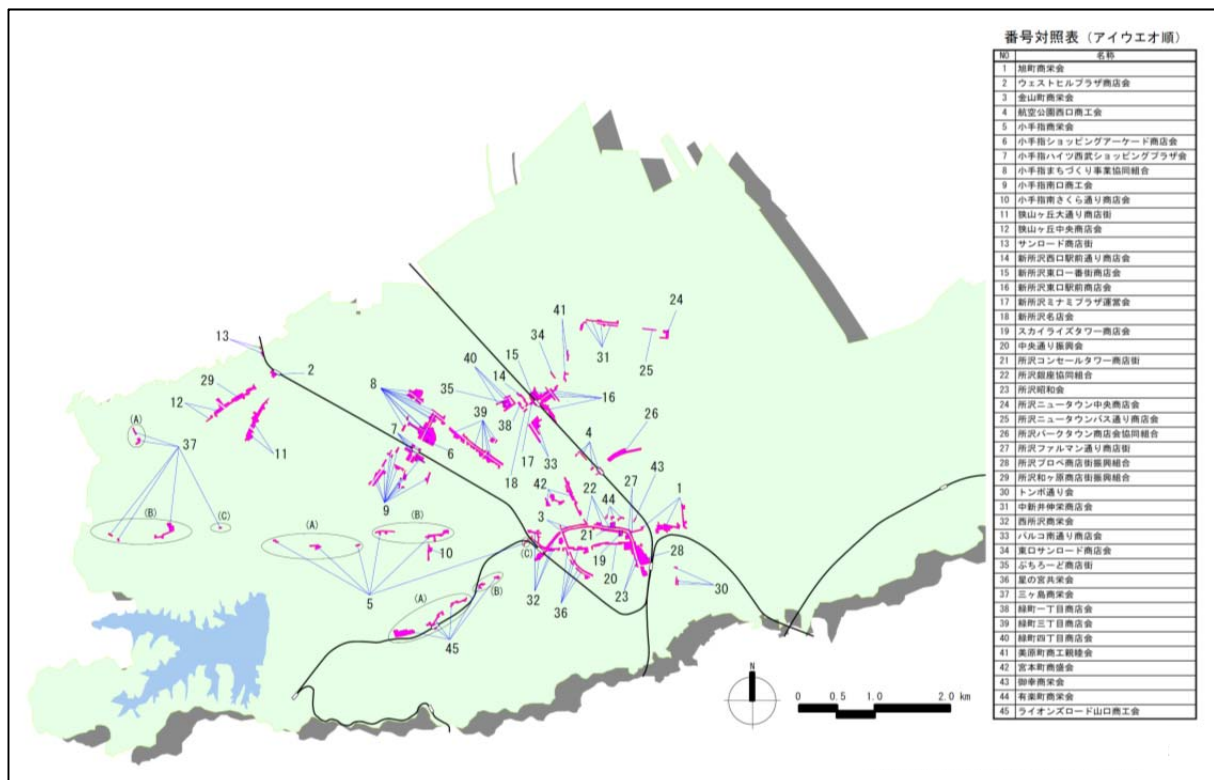 番号対照表（アイウエオ順）
NO 名称
1 旭町商栄会
2 ウェストヒルプラザ商店会
3 金山町商栄会
4 航空公園西口商工会
5 小手指商栄会
6 小手指ショッピングアーケード商店会
7 小手指ハイツ西武ショッピングプラザ会
8 小手指まちづくり事業協同組合
9 小手指南口商工会
10 小手指南さくら通り商店会
11 狭山ヶ丘大通り商店街
12 狭山ヶ丘中央商店会
13 サンロード商店街
14 新所沢西口駅前通り商店会
15 新所沢東口一番街商店会
16 新所沢東口駅前商店会
17 新所沢ミナミプラザ運営会
18 新所沢名店会
19 スカイライズタワー商店会
20 中央通り振興会
21 所沢コンセールタワー商店街
22 所沢銀座協同組合
23 所沢昭和会
24 所沢ニュータウン中央商店会
25 所沢ニュータウンバス通り商店会
26 所沢パークタウン商店会協同組合
27 所沢ファルマン通り商店街
28 所沢プロペ商店街振興組合
29 所沢和ヶ原商店街振興組合
30 トンボ通り会
31 中新井伸栄商店会
32 西所沢商栄会
33 パルコ南通り商店会
34 東口サンロード商店会
35 ぷちろーど商店街
36 星の宮共栄会
37 三ヶ島商栄会
38 緑町一丁目商店会
39 緑町三丁目商店会
40 緑町四丁目商店会
41 美原町商工親睦会
42 宮本町商盛会
43 御幸商栄会
44 有楽町商栄会
45 ライオンズロード山口商工会
41
24
34
31
13
15
25
40
14
2
29
8
35
39
16
26
12
(A)
38
4
7
37
33
11
6
17
43
18
27
42
1
9
22
44
(B)
(C)
(A)
(B)
3
21
10
(C)
19
28
20
5
32
36
23
30
(B)
(A)
45
N
0 0.5 1.0 2.0 km